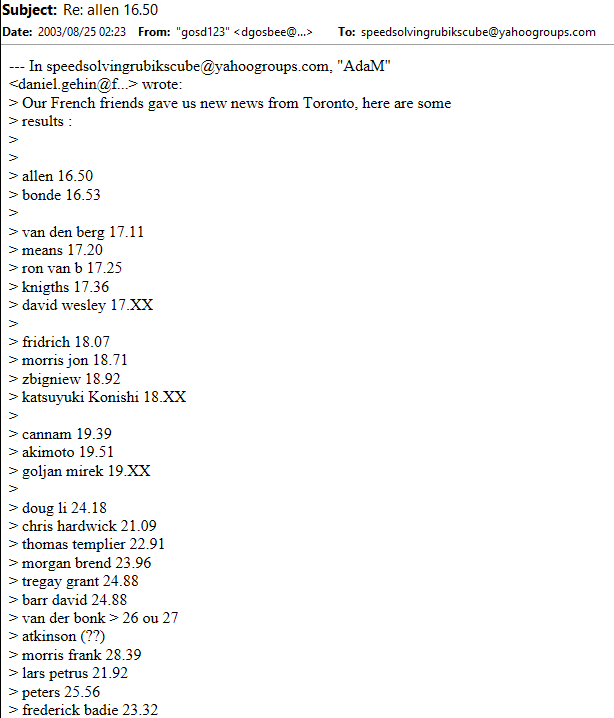 Subject: Re: allen 16.50
Date: 2003/08/25 02:23 From: "gosd123" <dgosbee@...> To: speedsolvingrubikscube@yahoogroups.com
--- In speedsolvingrubikscube@yahoogroups.com, "AdaM"
<daniel.gehin@f...> wrote:
> Our French friends gave us new news from Toronto, here are some
> results :
>
>
> allen 16.50
> bonde 16.53
>
> van den berg 17.11
> means 17.20
> ron van b 17.25
> knigths 17.36
> david wesley 17.XX
>
> fridrich 18.07
> morris jon 18.71
> zbigniew 18.92
> katsuyuki Konishi 18.XX
>
> cannam 19.39
> akimoto 19.51
> goljan mirek 19.XX
>
> doug li 24.18
> chris hardwick 21.09
> thomas templier 22.91
> morgan brend 23.96
> tregay grant 24.88
> barr david 24.88
> van der bonk > 26 ou 27
> atkinson (??)
> morris frank 28.39
> lars petrus 21.92
> peters 25.56
> frederick badie 23.32